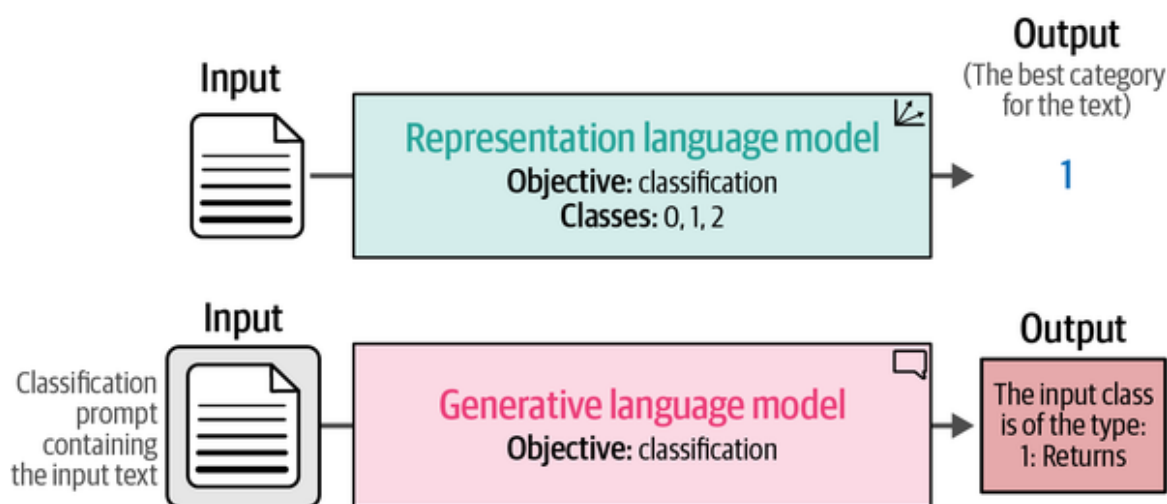 Input
Representation language model
Objective: classification
Classes: 0, 1, 2
Output
(The best category
for the text)
1
Input
Classification
prompt
containing
the input text
Generative language model
Objective: classification
Output
The input class
is of the type:
1: Returns